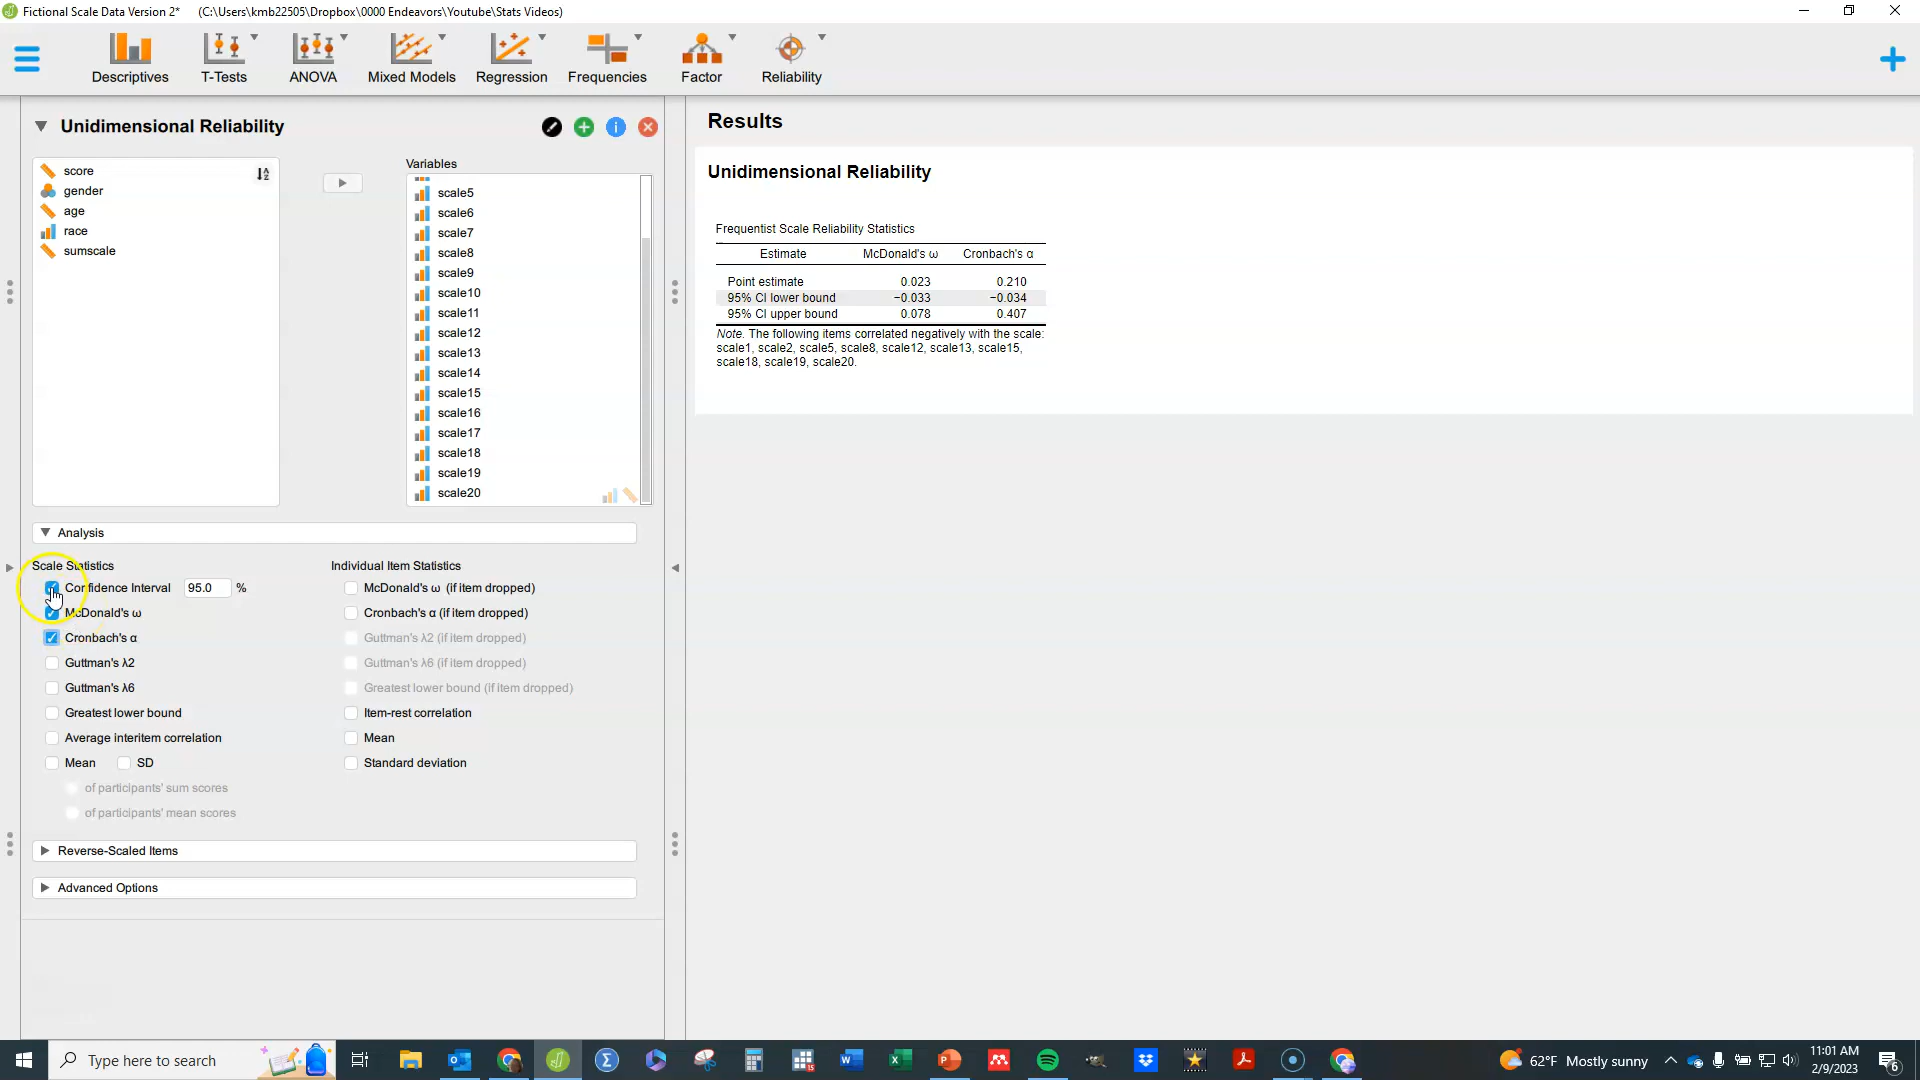 Fictional Scale Data Version 2* (C:\Users\kmb22505\Dropbox\0000 Endeavors\Youtube\Stats Videos)
Descriptives T-Tests ANOVA Mixed Models Regression Frequencies Factor Reliability
Unidimensional Reliability
score
gender
age
race
sumscale
Variables
scale5
scale6
scale7
scale8
scale9
scale10
scale11
scale12
scale13
scale14
scale15
scale16
scale17
scale18
scale19
scale20
Analysis
Scale Statistics
Confidence Interval 95.0 %
McDonald's ω
Cronbach's α
Guttman's λ2
Guttman's λ6
Greatest lower bound
Average interitem correlation
Mean SD
of participants' sum scores
of participants' mean scores
Individual Item Statistics
McDonald's ω (if item dropped)
Cronbach's α (if item dropped)
Guttman's λ2 (if item dropped)
Guttman's λ6 (if item dropped)
Greatest lower bound (if item dropped)
Item-rest correlation
Mean
Standard deviation
Reverse-Scaled Items
Advanced Options
Results
Unidimensional Reliability
Frequentist Scale Reliability Statistics
Estimate McDonald's ω Cronbach's α
Point estimate 0.023 0.210
95% CI lower bound −0.033 −0.034
95% CI upper bound 0.078 0.407
Note. The following items correlated negatively with the scale:
scale1, scale2, scale5, scale8, scale12, scale13, scale15,
scale18, scale19, scale20.
Type here to search
62°F Mostly sunny
11:01 AM
2/9/2023
6